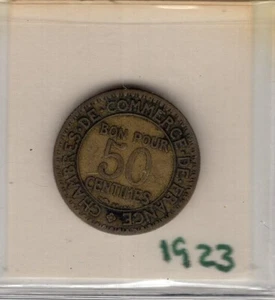 CHAMBRES·DE·COMMERCE·DE·FRANCE
BON POUR
50
CENTIMES
1923